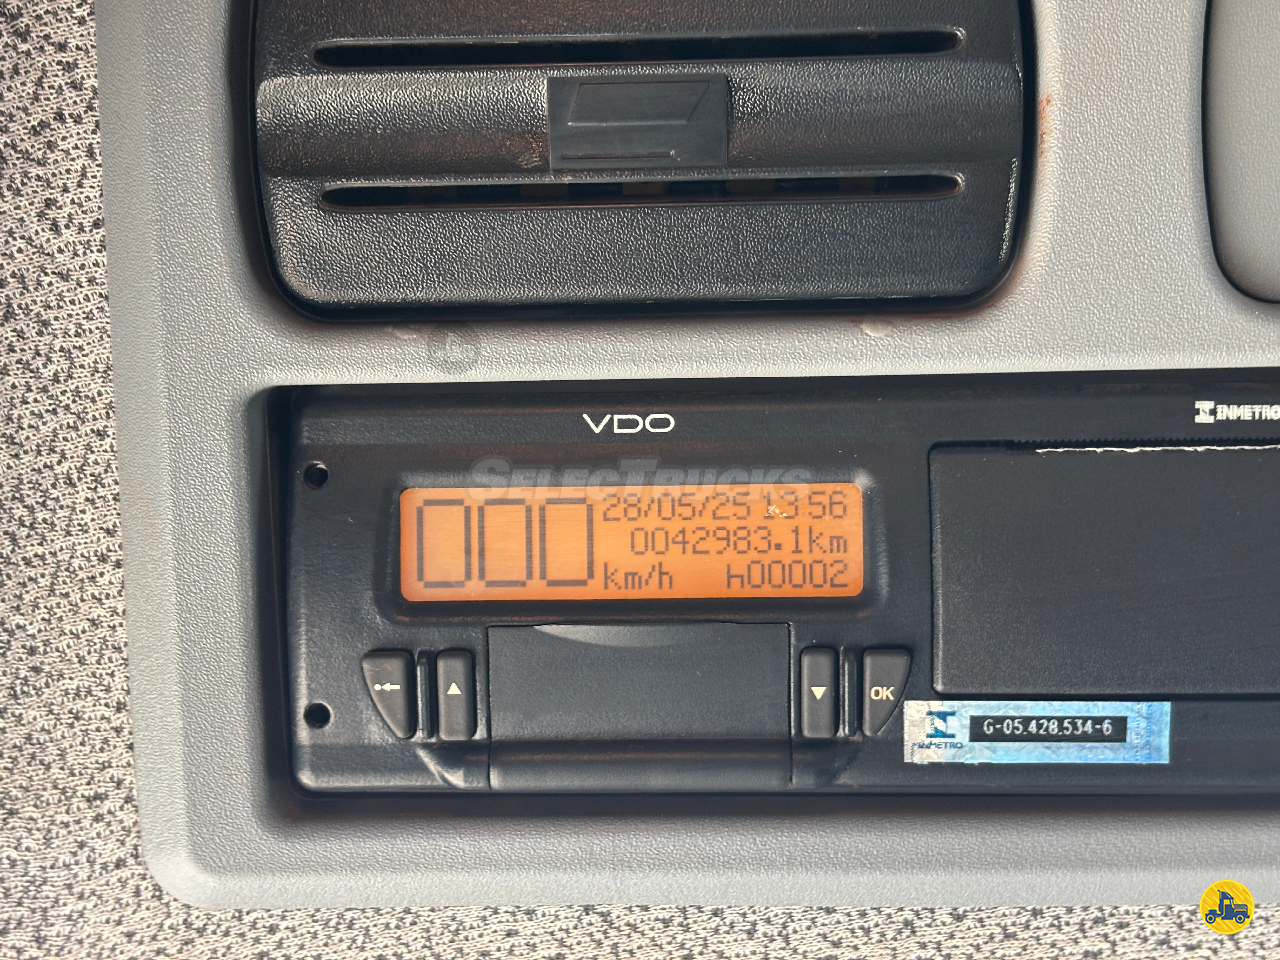 VDO
INMETRO
SELECTRUCKS
000
28/05/25 13:56
0042983.1km
km/h h00002
OK
INMETRO
G-05.428.534-6